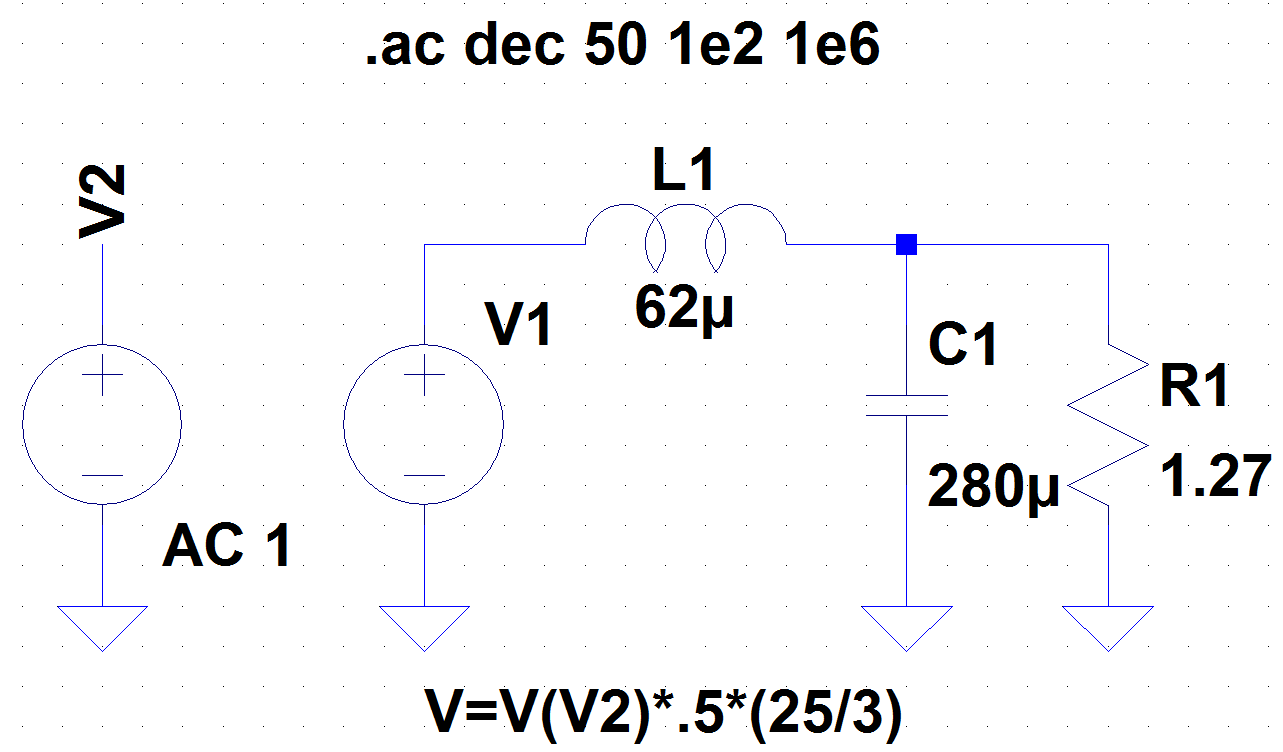 .ac dec 50 1e2 1e6
V2
AC 1
V1
L1
62µ
C1
280µ
R1
1.27
V=V(V2)*.5*(25/3)